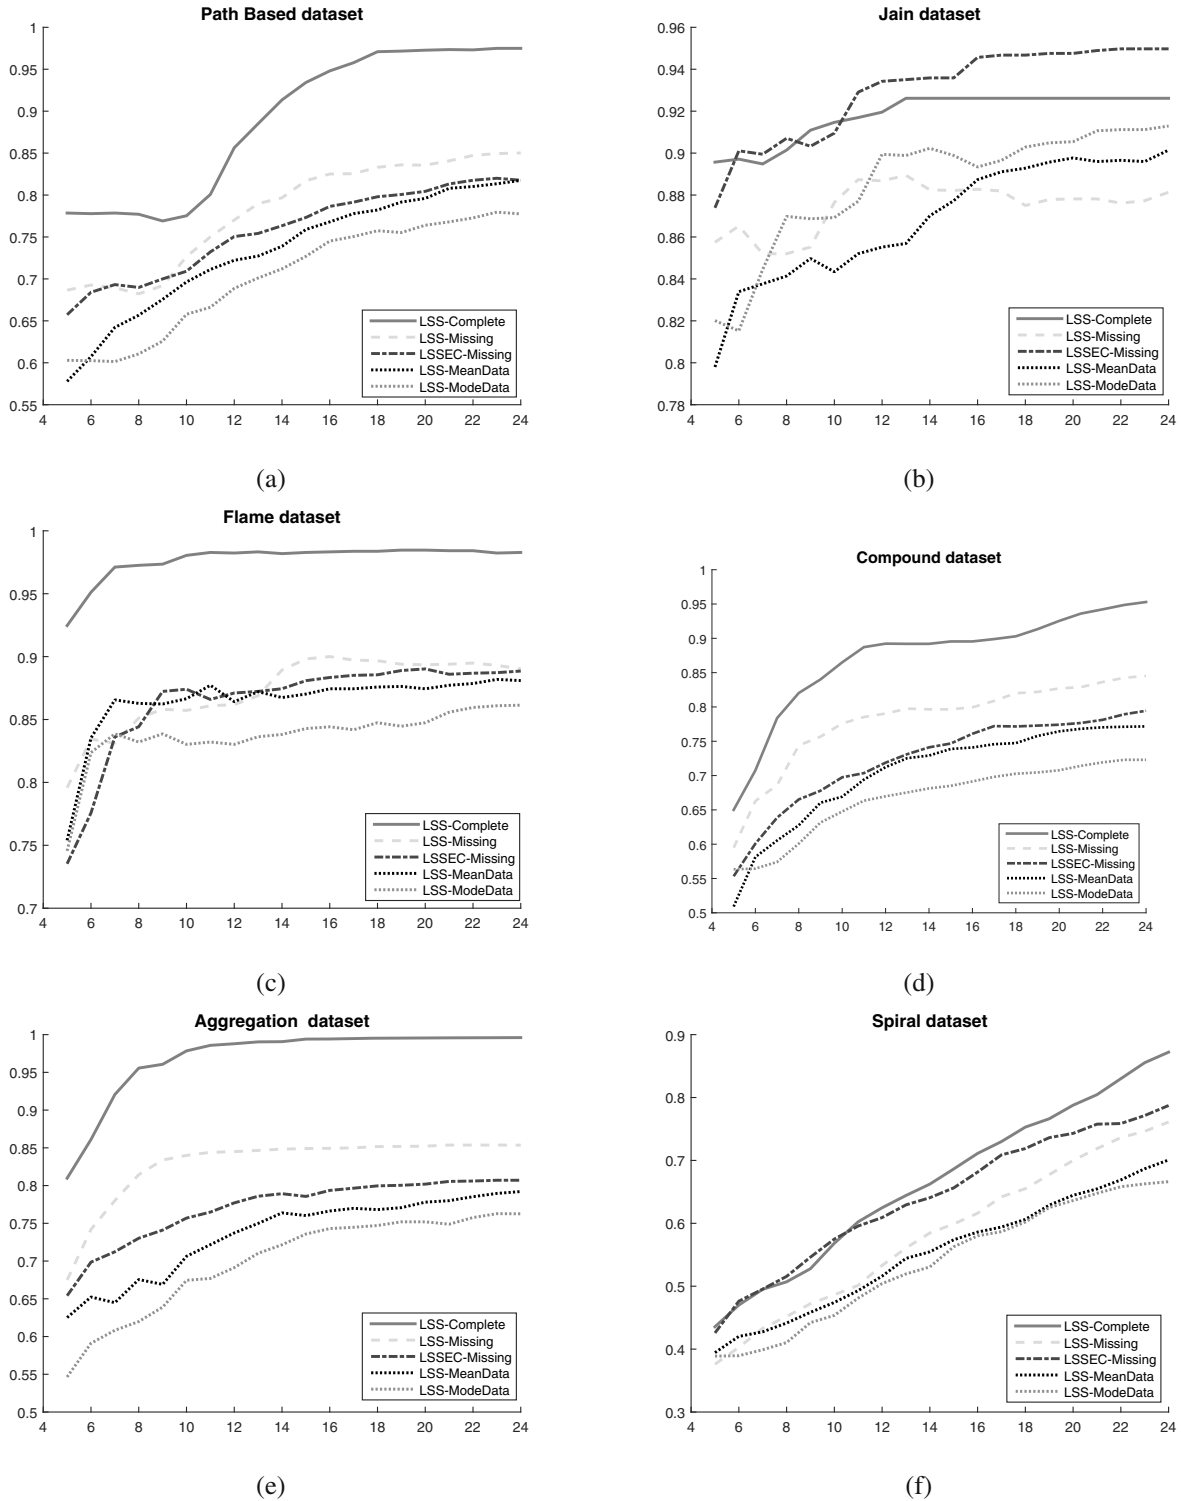 Path Based dataset
1
0.95
0.9
0.85
0.8
0.75
0.7
0.65
0.6
0.55
4 6 8 10 12 14 16 18 20 22 24
LSS-Complete
LSS-Missing
LSSEC-Missing
LSS-MeanData
LSS-ModeData
(a)
Jain dataset
0.96
0.94
0.92
0.9
0.88
0.86
0.84
0.82
0.8
0.78
4 6 8 10 12 14 16 18 20 22 24
LSS-Complete
LSS-Missing
LSSEC-Missing
LSS-MeanData
LSS-ModeData
(b)
Flame dataset
1
0.95
0.9
0.85
0.8
0.75
0.7
4 6 8 10 12 14 16 18 20 22 24
LSS-Complete
LSS-Missing
LSSEC-Missing
LSS-MeanData
LSS-ModeData
(c)
Compound dataset
1
0.95
0.9
0.85
0.8
0.75
0.7
0.65
0.6
0.55
0.5
4 6 8 10 12 14 16 18 20 22 24
LSS-Complete
LSS-Missing
LSSEC-Missing
LSS-MeanData
LSS-ModeData
(d)
Aggregation dataset
1
0.95
0.9
0.85
0.8
0.75
0.7
0.65
0.6
0.55
0.5
4 6 8 10 12 14 16 18 20 22 24
LSS-Complete
LSS-Missing
LSSEC-Missing
LSS-MeanData
LSS-ModeData
(e)
Spiral dataset
0.9
0.8
0.7
0.6
0.5
0.4
0.3
4 6 8 10 12 14 16 18 20 22 24
LSS-Complete
LSS-Missing
LSSEC-Missing
LSS-MeanData
LSS-ModeData
(f)